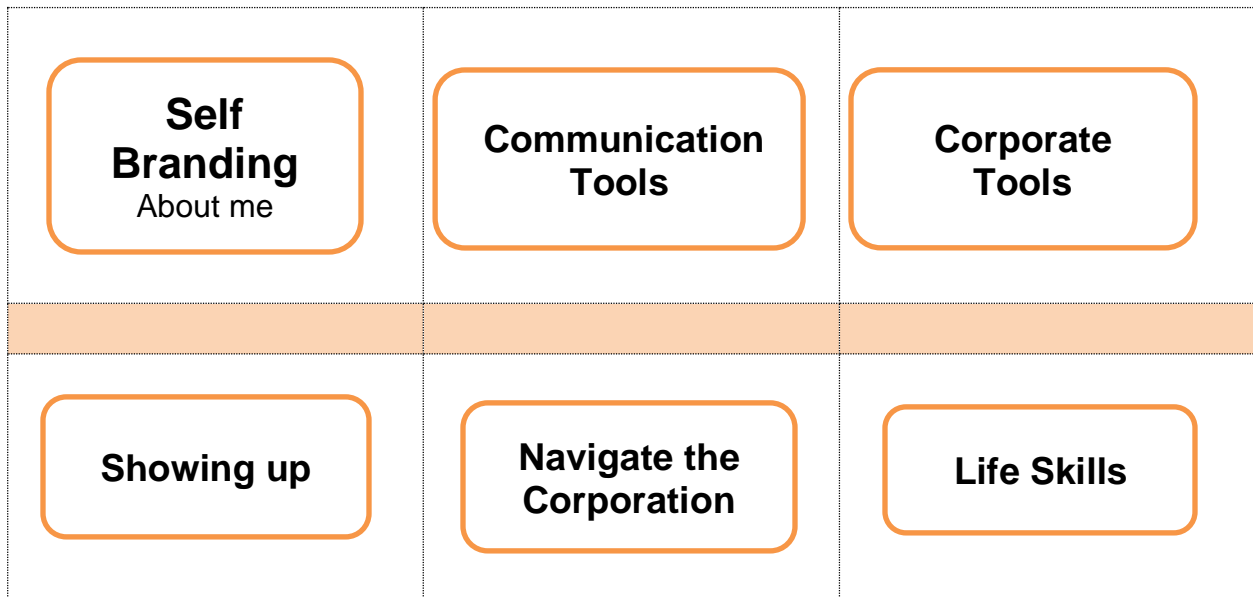 Self
Branding
About me
Communication
Tools
Corporate
Tools
Showing up
Navigate the
Corporation
Life Skills